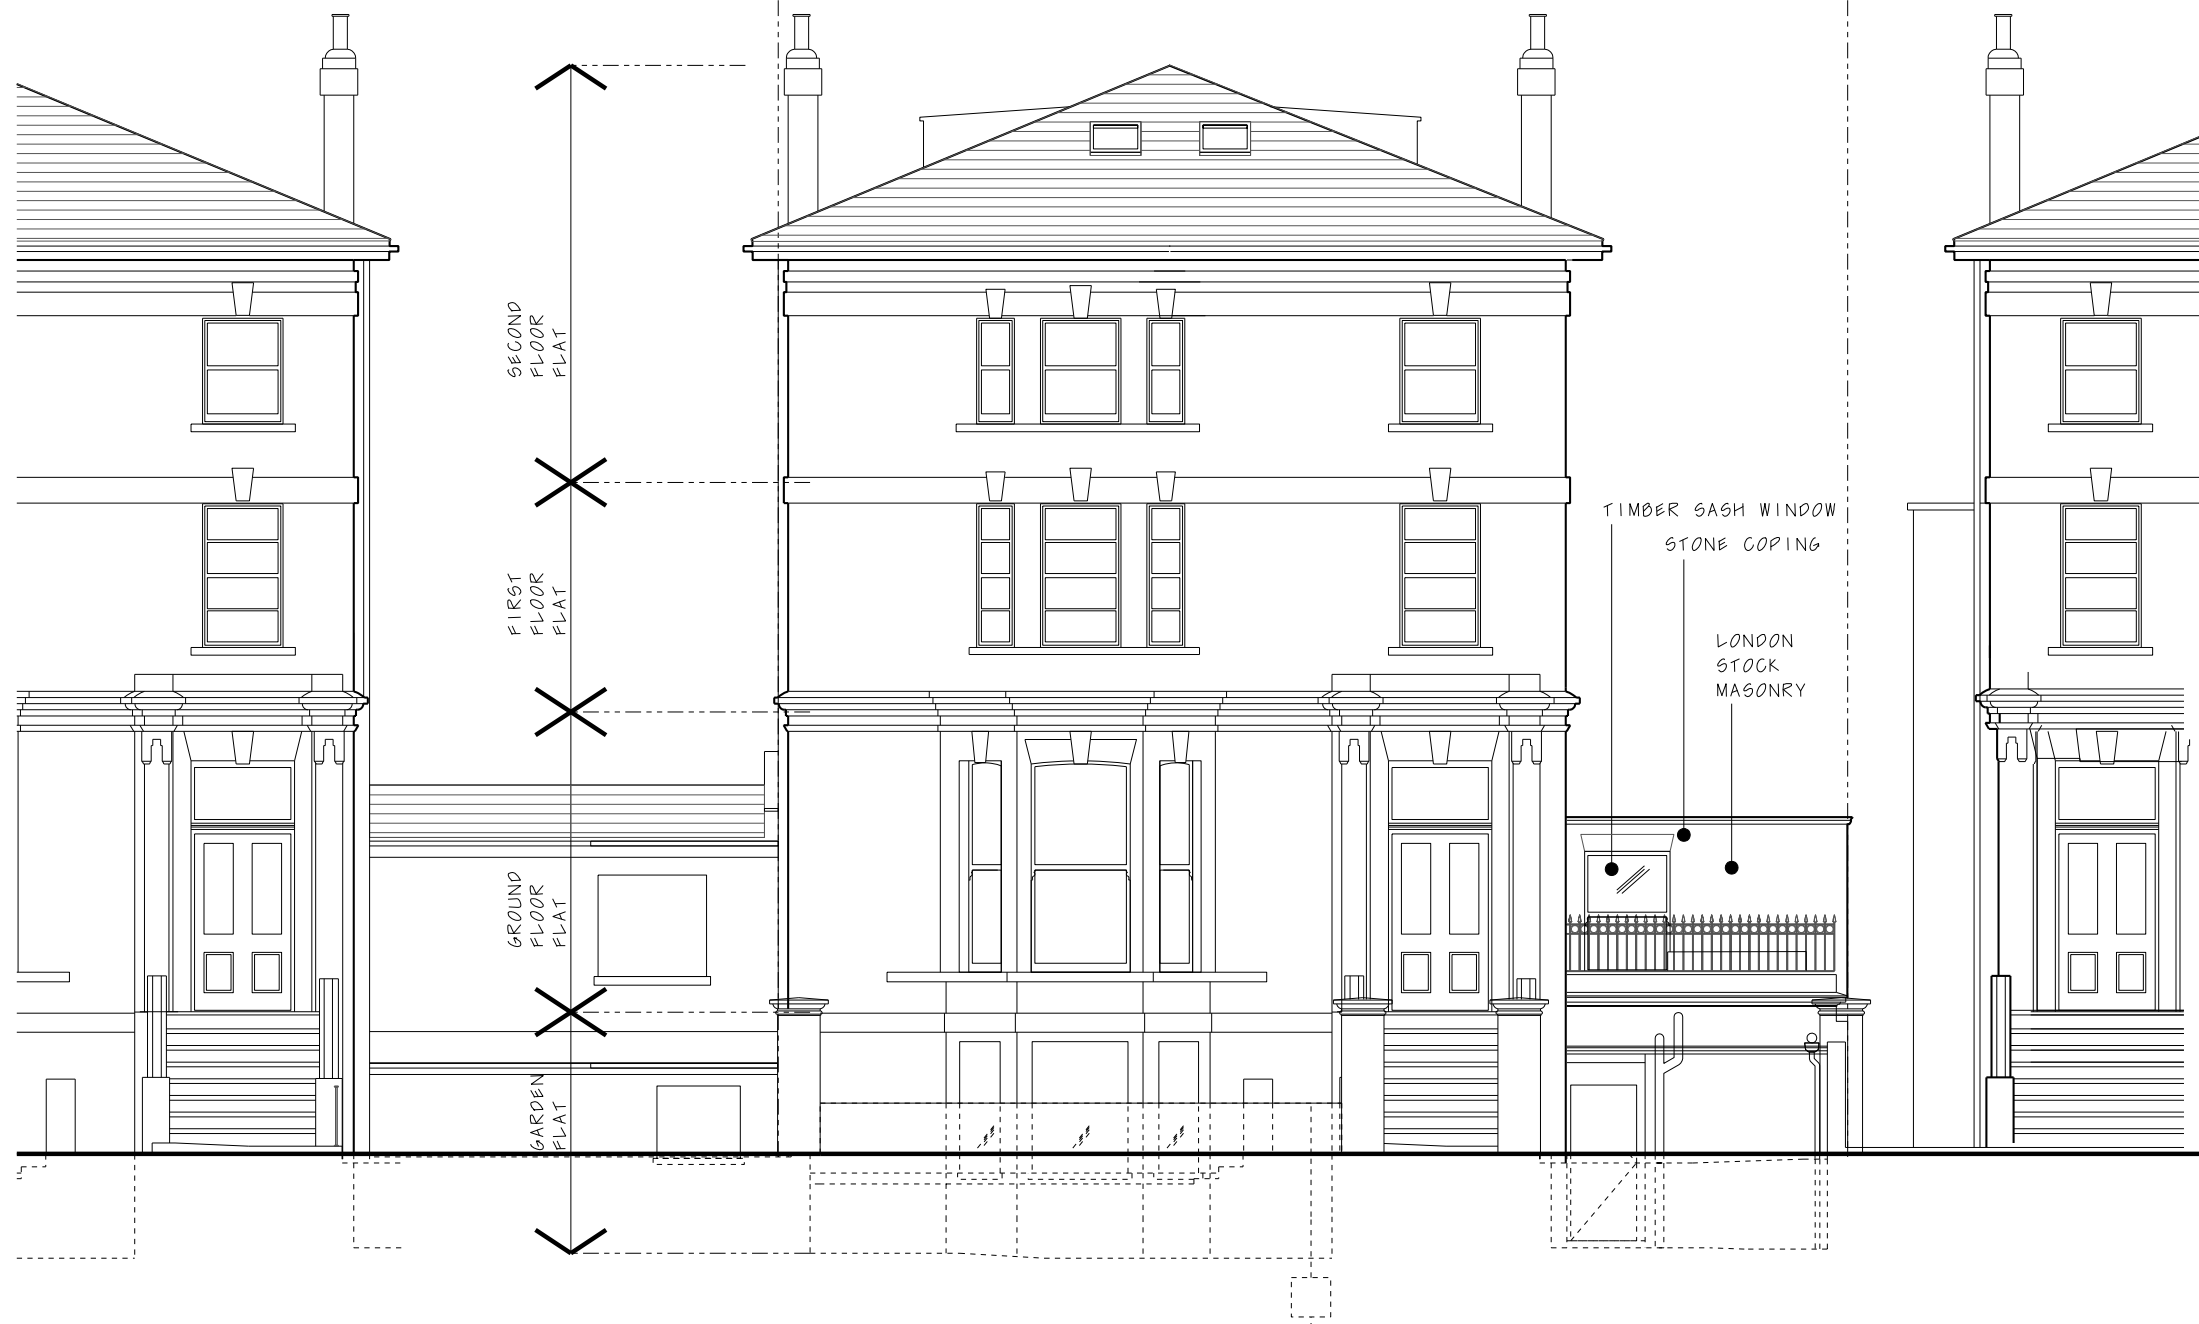 SECOND
FLOOR
FLAT
FIRST
FLOOR
FLAT
GROUND
FLOOR
FLAT
GARDEN
FLAT
TIMBER SASH WINDOW
STONE COPING
LONDON
STOCK
MASONRY